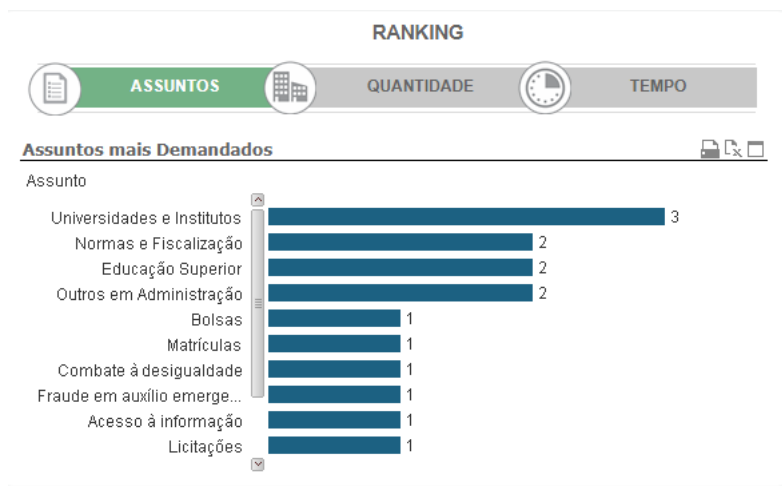 RANKING
ASSUNTOS QUANTIDADE TEMPO
Assuntos mais Demandados
Assunto
Universidades e Institutos 3
Normas e Fiscalização 2
Educação Superior 2
Outros em Administração 2
Bolsas 1
Matrículas 1
Combate à desigualdade 1
Fraude em auxílio emerge... 1
Acesso à informação 1
Licitações 1